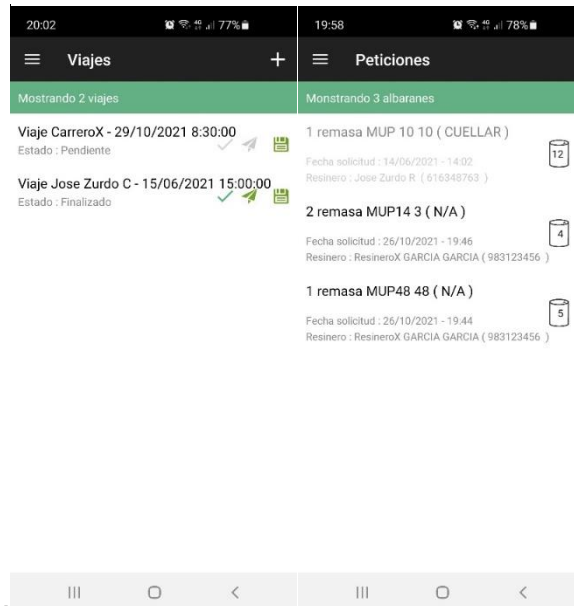 20:02
77%
Viajes
Mostrando 2 viajes
Viaje CarreroX - 29/10/2021 8:30:00
Estado : Pendiente
Viaje Jose Zurdo C - 15/06/2021 15:00:00
Estado : Finalizado
19:58
78%
Peticiones
Monstrando 3 albaranes
1 remasa MUP 10 10 ( CUELLAR )
12
Fecha solicitud : 14/06/2021 - 14:02
Resinero : Jose Zurdo R ( 616348763 )
2 remasa MUP14 3 ( N/A )
4
Fecha solicitud : 26/10/2021 - 19:46
Resinero : ResineroX GARCIA GARCIA ( 983123456 )
1 remasa MUP48 48 ( N/A )
5
Fecha solicitud : 26/10/2021 - 19:44
Resinero : ResineroX GARCIA GARCIA ( 983123456 )